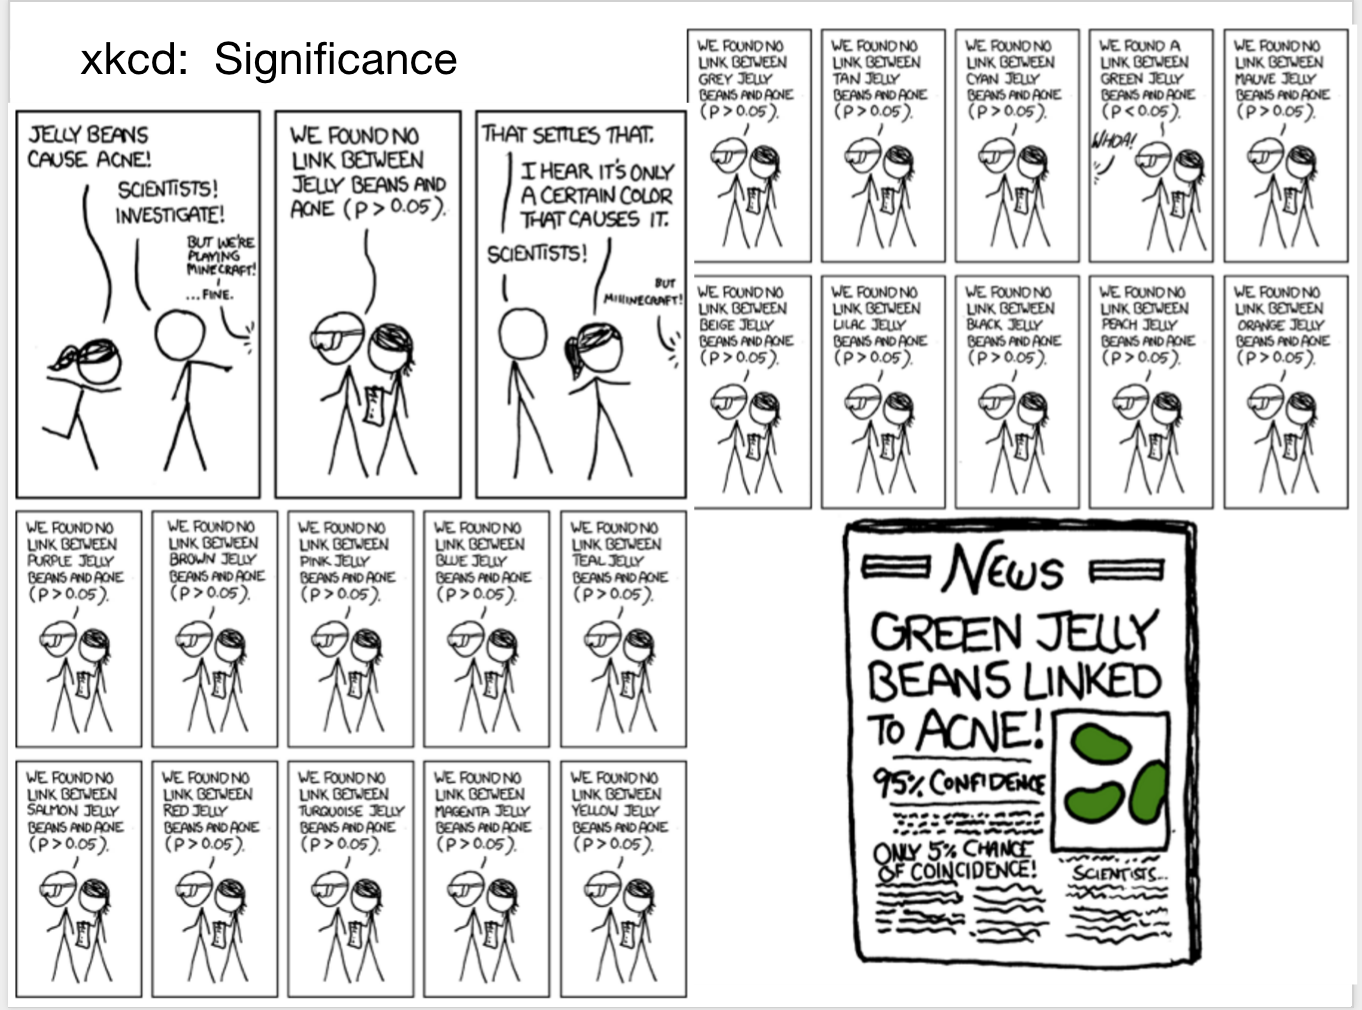 xkcd: Significance
JELLY BEANS
CAUSE ACNE!
SCIENTISTS!
INVESTIGATE!
BUT WE'RE
PLAYING
MINECRAFT!
...FINE.
WE FOUND NO
LINK BETWEEN
JELLY BEANS AND
ACNE (P > 0.05).
THAT SETTLES THAT.
I HEAR IT'S ONLY
A CERTAIN COLOR
THAT CAUSES IT.
SCIENTISTS!
BUT
MIIIINECRAFT!
WE FOUND NO
LINK BETWEEN
PURPLE JELLY
BEANS AND ACNE
(P > 0.05).
WE FOUND NO
LINK BETWEEN
BROWN JELLY
BEANS AND ACNE
(P > 0.05).
WE FOUND NO
LINK BETWEEN
PINK JELLY
BEANS AND ACNE
(P > 0.05).
WE FOUND NO
LINK BETWEEN
BLUE JELLY
BEANS AND ACNE
(P > 0.05).
WE FOUND NO
LINK BETWEEN
TEAL JELLY
BEANS AND ACNE
(P > 0.05).
WE FOUND NO
LINK BETWEEN
SALMON JELLY
BEANS AND ACNE
(P > 0.05).
WE FOUND NO
LINK BETWEEN
RED JELLY
BEANS AND ACNE
(P > 0.05).
WE FOUND NO
LINK BETWEEN
TURQUOISE JELLY
BEANS AND ACNE
(P > 0.05).
WE FOUND NO
LINK BETWEEN
MAGENTA JELLY
BEANS AND ACNE
(P > 0.05).
WE FOUND NO
LINK BETWEEN
YELLOW JELLY
BEANS AND ACNE
(P > 0.05).
WE FOUND NO
LINK BETWEEN
GREY JELLY
BEANS AND ACNE
(P > 0.05).
WE FOUND NO
LINK BETWEEN
TAN JELLY
BEANS AND ACNE
(P > 0.05).
WE FOUND NO
LINK BETWEEN
CYAN JELLY
BEANS AND ACNE
(P > 0.05).
WE FOUND A
LINK BETWEEN
GREEN JELLY
BEANS AND ACNE
(P < 0.05).
WHOA!
WE FOUND NO
LINK BETWEEN
MAUVE JELLY
BEANS AND ACNE
(P > 0.05).
WE FOUND NO
LINK BETWEEN
BEIGE JELLY
BEANS AND ACNE
(P > 0.05).
WE FOUND NO
LINK BETWEEN
LILAC JELLY
BEANS AND ACNE
(P > 0.05).
WE FOUND NO
LINK BETWEEN
BLACK JELLY
BEANS AND ACNE
(P > 0.05).
WE FOUND NO
LINK BETWEEN
PEACH JELLY
BEANS AND ACNE
(P > 0.05).
WE FOUND NO
LINK BETWEEN
ORANGE JELLY
BEANS AND ACNE
(P > 0.05).
NEWS
GREEN JELLY
BEANS LINKED
TO ACNE!
95% CONFIDENCE
ONLY 5% CHANCE
OF COINCIDENCE!
SCIENTISTS...